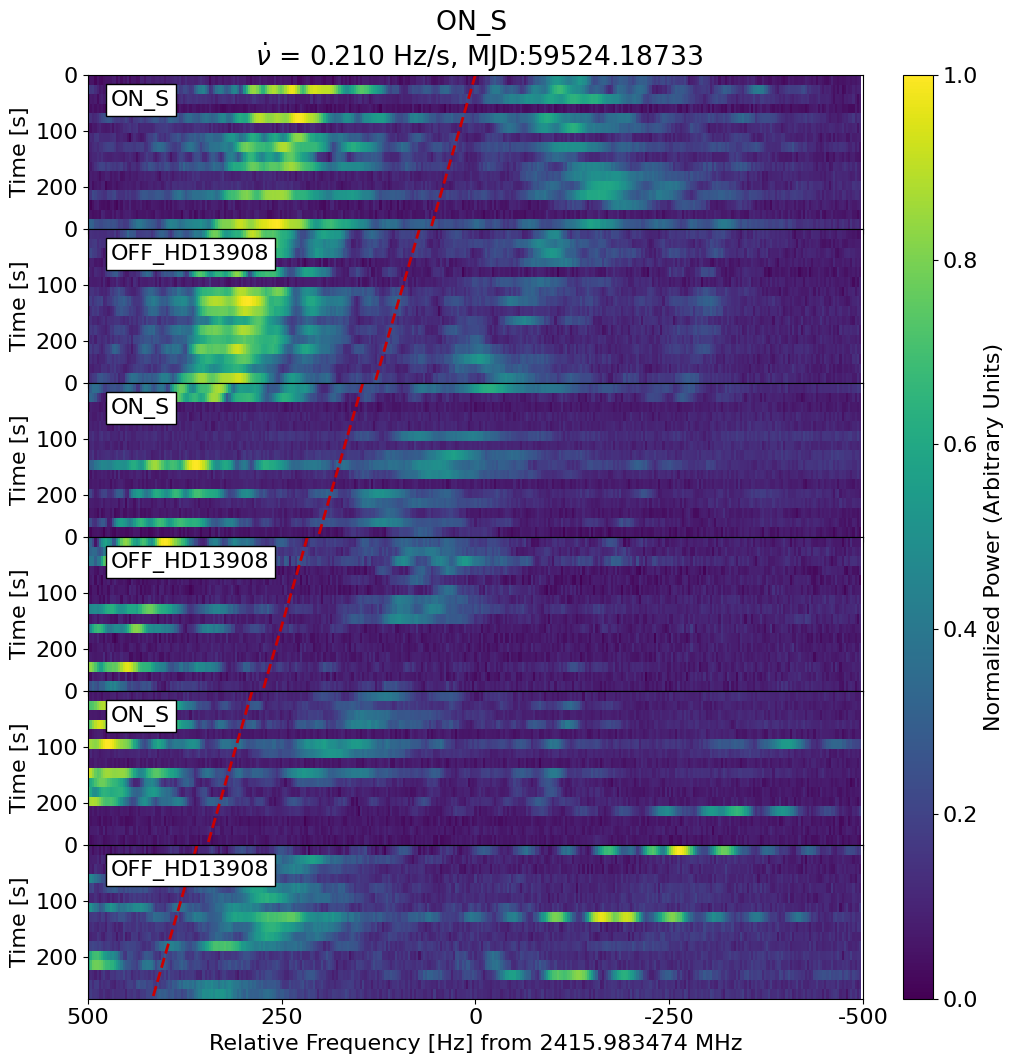 ON_S
ν̇ = 0.210 Hz/s, MJD:59524.18733
ON_S
OFF_HD13908
ON_S
OFF_HD13908
ON_S
OFF_HD13908
Time [s]
0
100
200
Time [s]
0
100
200
Time [s]
0
100
200
Time [s]
0
100
200
Time [s]
0
100
200
Time [s]
0
100
200
500 250 0 -250 -500
Relative Frequency [Hz] from 2415.983474 MHz
1.0
0.8
0.6
0.4
0.2
0.0
Normalized Power (Arbitrary Units)